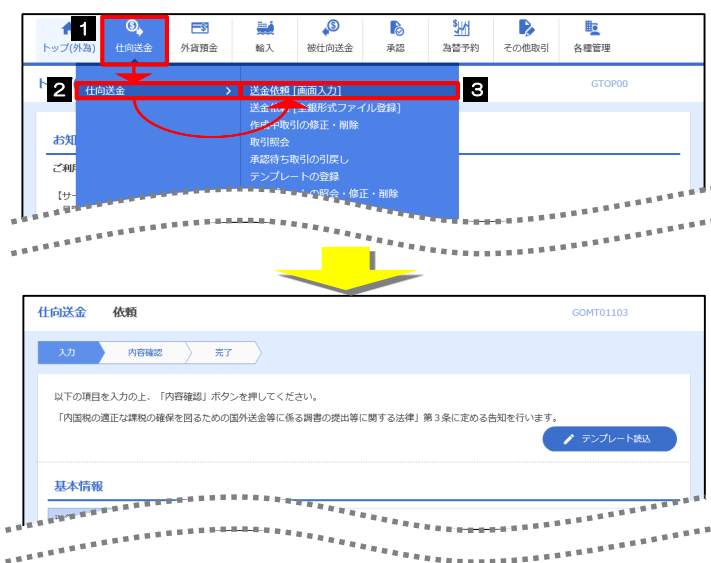 1
トップ(外為) 仕向送金 外貨預金 輸入 被仕向送金 承認 為替予約 その他取引 各種管理
GTOP00
2 仕向送金 > 送金依頼 [画面入力] 3
送金依頼 [全銀形式ファイル登録]
作成中取引の修正・削除
お知
取引照会
承認待ち取引の引戻し
ご利用
テンプレートの登録
の照会・修正・削除
【サー
仕向送金 依頼
GOMT01103
入力 内容確認 完了
以下の項目を入力の上、「内容確認」ボタンを押してください。
「内国税の適正な課税の確保を図るための国外送金等に係る調書の提出等に関する法律」第3条に定める告知を行います。
テンプレート読込
基本情報